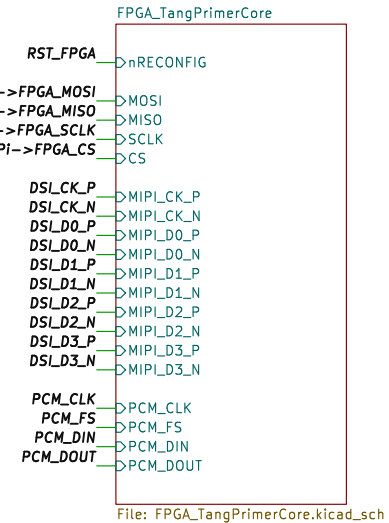 FPGA_TangPrimerCore
RST_FPGA nRECONFIG
->FPGA_MOSI MOSI
->FPGA_MISO MISO
->FPGA_SCLK SCLK
Pi->FPGA_CS CS
DSI_CK_P MIPI_CK_P
DSI_CK_N MIPI_CK_N
DSI_D0_P MIPI_D0_P
DSI_D0_N MIPI_D0_N
DSI_D1_P MIPI_D1_P
DSI_D1_N MIPI_D1_N
DSI_D2_P MIPI_D2_P
DSI_D2_N MIPI_D2_N
DSI_D3_P MIPI_D3_P
DSI_D3_N MIPI_D3_N
PCM_CLK PCM_CLK
PCM_FS PCM_FS
PCM_DIN PCM_DIN
PCM_DOUT PCM_DOUT
File: FPGA_TangPrimerCore.kicad_sch